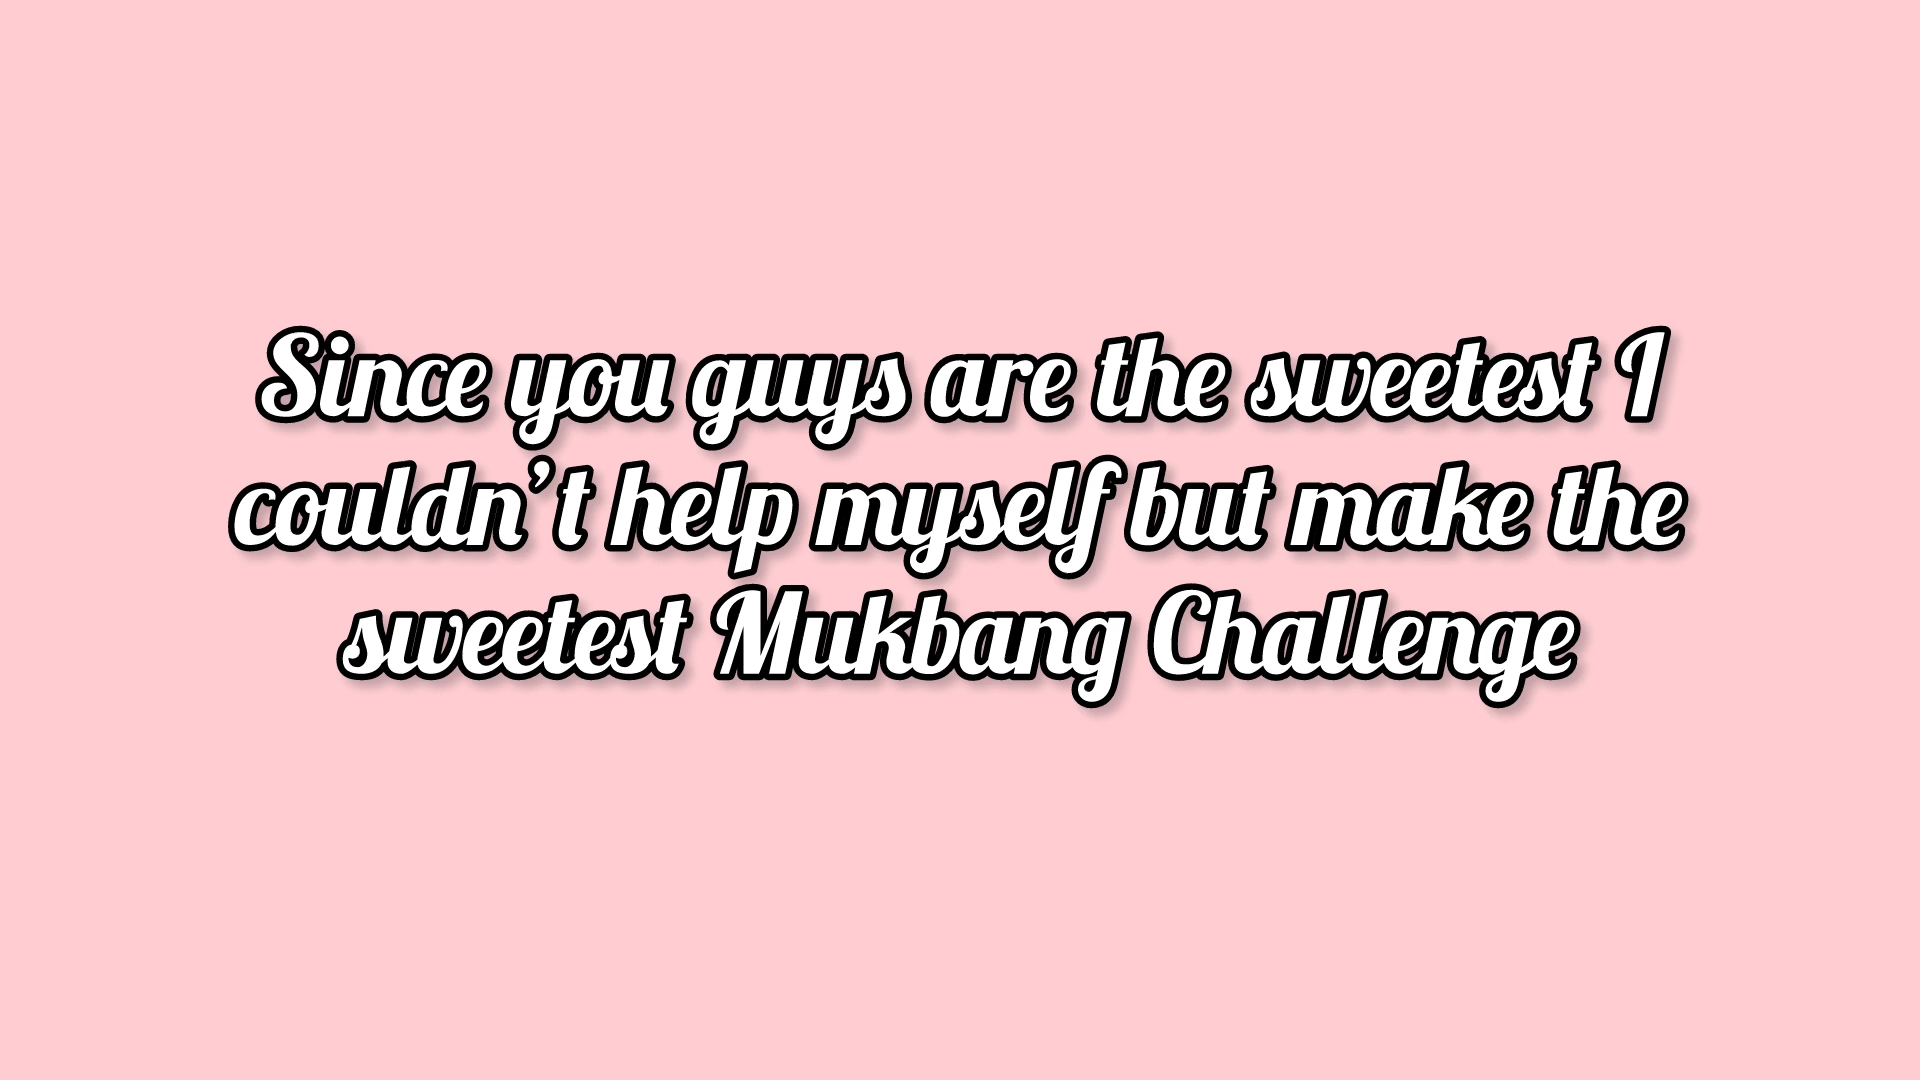 Since you guys are the sweetest I
couldn’t help myself but make the
sweetest Mukbang Challenge